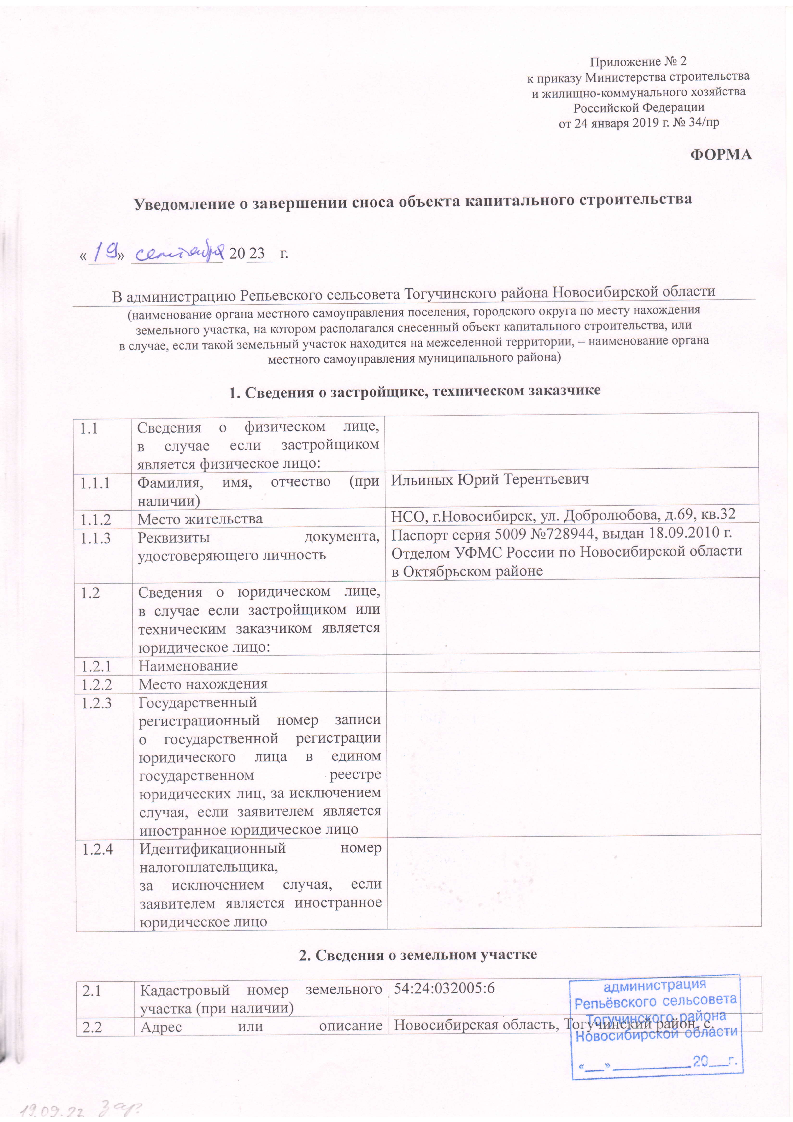 Приложение № 2
к приказу Министерства строительства
и жилищно-коммунального хозяйства
Российской Федерации
от 24 января 2019 г. № 34/пр
ФОРМА
Уведомление о завершении сноса объекта капитального строительства
« 19 » сентября 20 23 г.
В администрацию Репьевского сельсовета Тогучинского района Новосибирской области
(наименование органа местного самоуправления поселения, городского округа по месту нахождения
земельного участка, на котором располагался снесенный объект капитального строительства, или
в случае, если такой земельный участок находится на межселенной территории, – наименование органа
местного самоуправления муниципального района)
1. Сведения о застройщике, техническом заказчике
1.1 Сведения о физическом лице,
в случае если застройщиком
является физическое лицо:
1.1.1 Фамилия, имя, отчество (при Ильиных Юрий Терентьевич
наличии)
1.1.2 Место жительства НСО, г.Новосибирск, ул. Добролюбова, д.69, кв.32
1.1.3 Реквизиты документа, Паспорт серия 5009 №728944, выдан 18.09.2010 г.
удостоверяющего личность Отделом УФМС России по Новосибирской области
в Октябрьском районе
1.2 Сведения о юридическом лице,
в случае если застройщиком или
техническим заказчиком является
юридическое лицо:
1.2.1 Наименование
1.2.2 Место нахождения
1.2.3 Государственный
регистрационный номер записи
о государственной регистрации
юридического лица в едином
государственном реестре
юридических лиц, за исключением
случая, если заявителем является
иностранное юридическое лицо
1.2.4 Идентификационный номер
налогоплательщика,
за исключением случая, если
заявителем является иностранное
юридическое лицо
2. Сведения о земельном участке
2.1 Кадастровый номер земельного 54:24:032005:6
участка (при наличии)
2.2 Адрес или описание Новосибирская область, Тогучинский район, с.
администрация
Репьёвского сельсовета
Тогучинского района
Новосибирской области
«__»__________20__г.